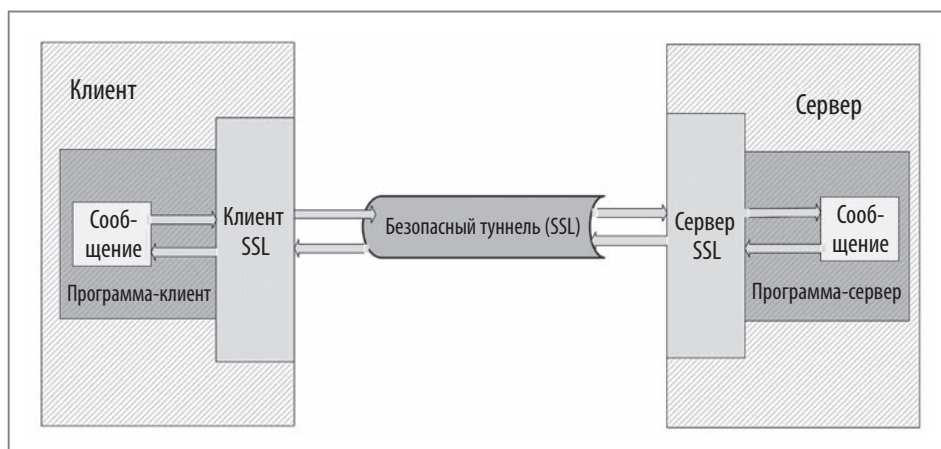 Клиент
Сооб-
щение
Программа-клиент
Клиент
SSL
Безопасный туннель (SSL)
Сервер
Сервер
SSL
Сооб-
щение
Программа-сервер